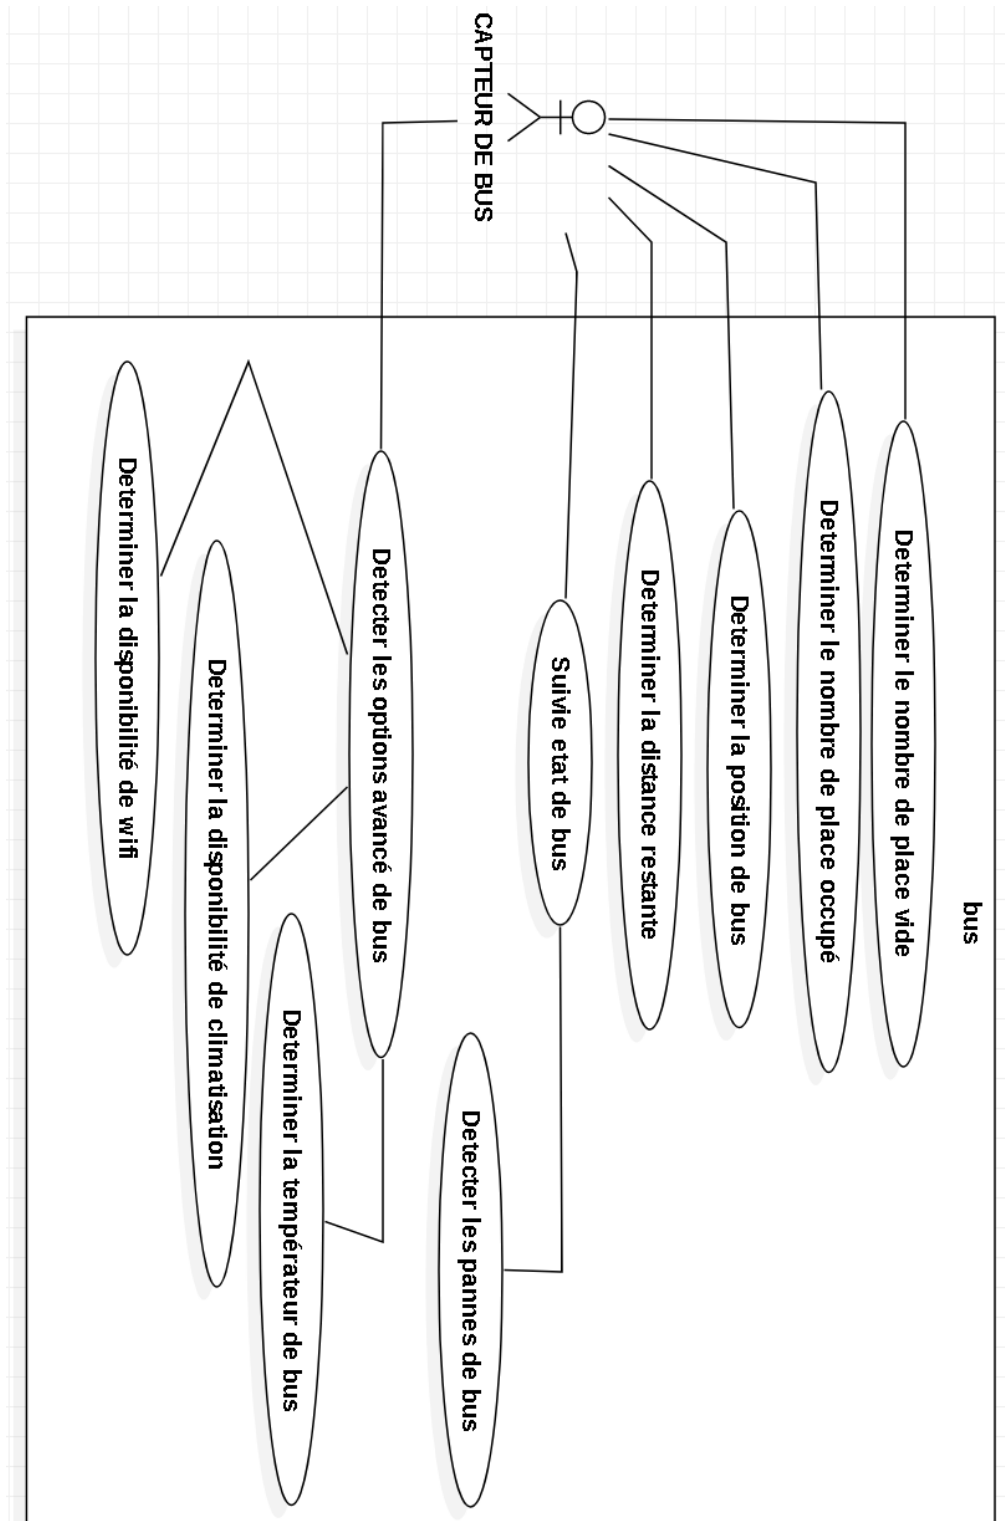 bus
CAPTEUR DE BUS
Determiner le nombre de place vide
Determiner le nombre de place occupé
Determiner la position de bus
Determiner la distance restante
Suivie etat de bus
Detecter les pannes de bus
Detecter les options avancé de bus
Determiner la températeur de bus
Determiner la disponibilité de climatisation
Determiner la disponibilité de wifi